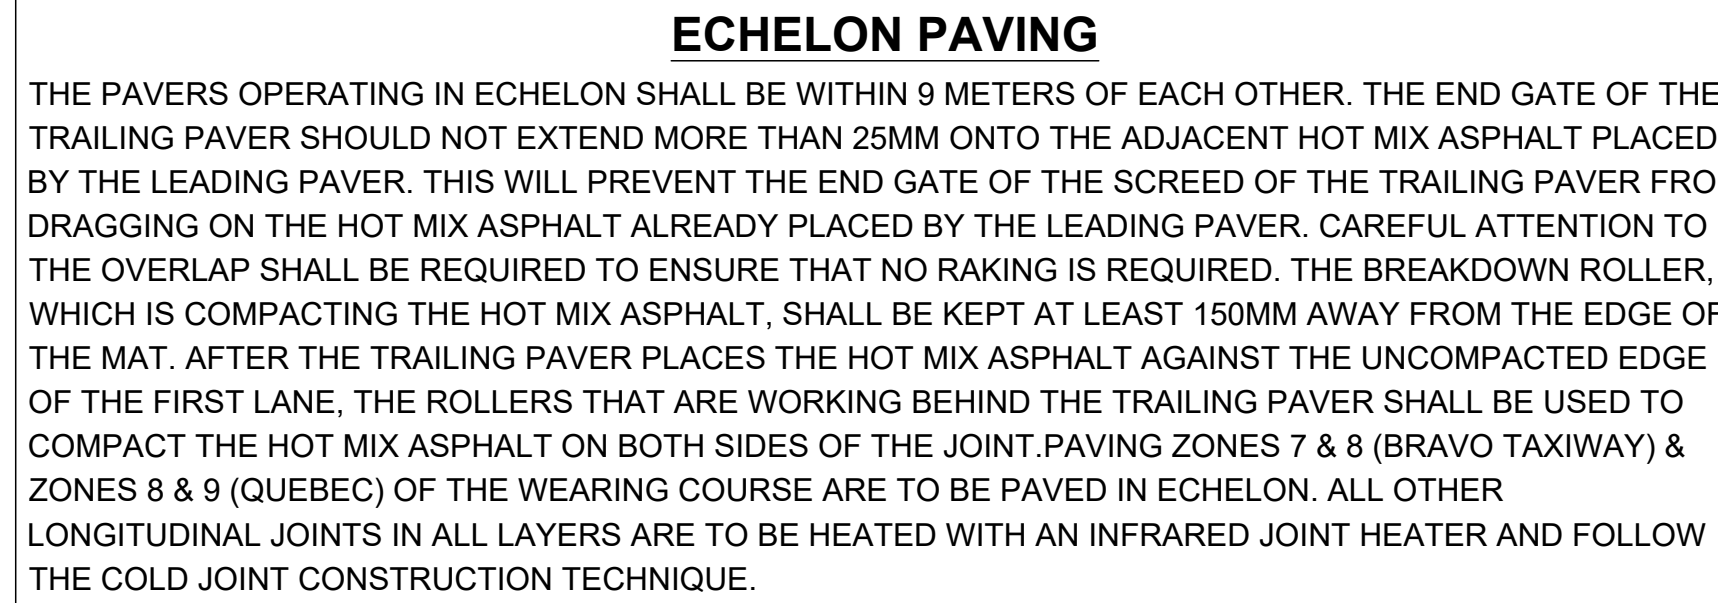 ECHELON PAVING
THE PAVERS OPERATING IN ECHELON SHALL BE WITHIN 9 METERS OF EACH OTHER. THE END GATE OF THE
TRAILING PAVER SHOULD NOT EXTEND MORE THAN 25MM ONTO THE ADJACENT HOT MIX ASPHALT PLACED
BY THE LEADING PAVER. THIS WILL PREVENT THE END GATE OF THE SCREED OF THE TRAILING PAVER FRO
DRAGGING ON THE HOT MIX ASPHALT ALREADY PLACED BY THE LEADING PAVER. CAREFUL ATTENTION TO
THE OVERLAP SHALL BE REQUIRED TO ENSURE THAT NO RAKING IS REQUIRED. THE BREAKDOWN ROLLER,
WHICH IS COMPACTING THE HOT MIX ASPHALT, SHALL BE KEPT AT LEAST 150MM AWAY FROM THE EDGE OF
THE MAT. AFTER THE TRAILING PAVER PLACES THE HOT MIX ASPHALT AGAINST THE UNCOMPACTED EDGE
OF THE FIRST LANE, THE ROLLERS THAT ARE WORKING BEHIND THE TRAILING PAVER SHALL BE USED TO
COMPACT THE HOT MIX ASPHALT ON BOTH SIDES OF THE JOINT.PAVING ZONES 7 & 8 (BRAVO TAXIWAY) &
ZONES 8 & 9 (QUEBEC) OF THE WEARING COURSE ARE TO BE PAVED IN ECHELON. ALL OTHER
LONGITUDINAL JOINTS IN ALL LAYERS ARE TO BE HEATED WITH AN INFRARED JOINT HEATER AND FOLLOW
THE COLD JOINT CONSTRUCTION TECHNIQUE.